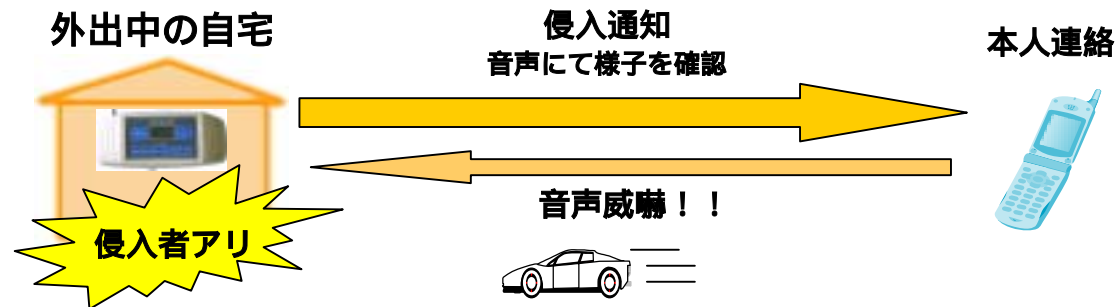 外出中の自宅
侵入通知
音声にて様子を確認
本人連絡
音声威嚇！！
侵入者アリ